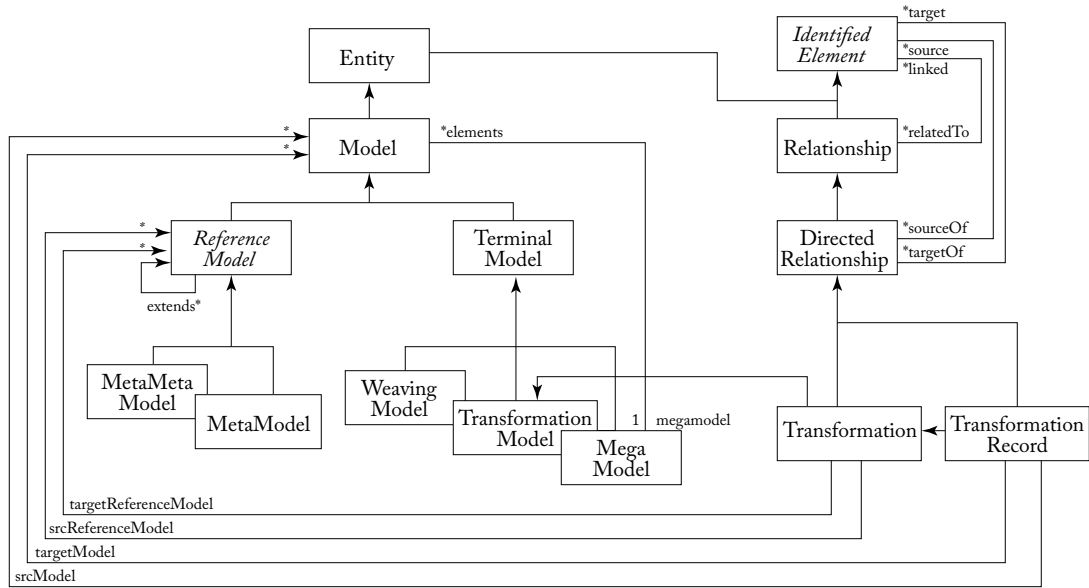 *target
Identified
Element
*source
*linked
Entity
*
*
Model
*elements
Relationship
*relatedTo
*
*
Reference
Model
extends*
Terminal
Model
Directed
Relationship
*sourceOf
*targetOf
MetaMeta
Model
MetaModel
Weaving
Model
Transformation
Model
1
megamodel
Mega
Model
Transformation
Transformation
Record
targetReferenceModel
srcReferenceModel
targetModel
srcModel